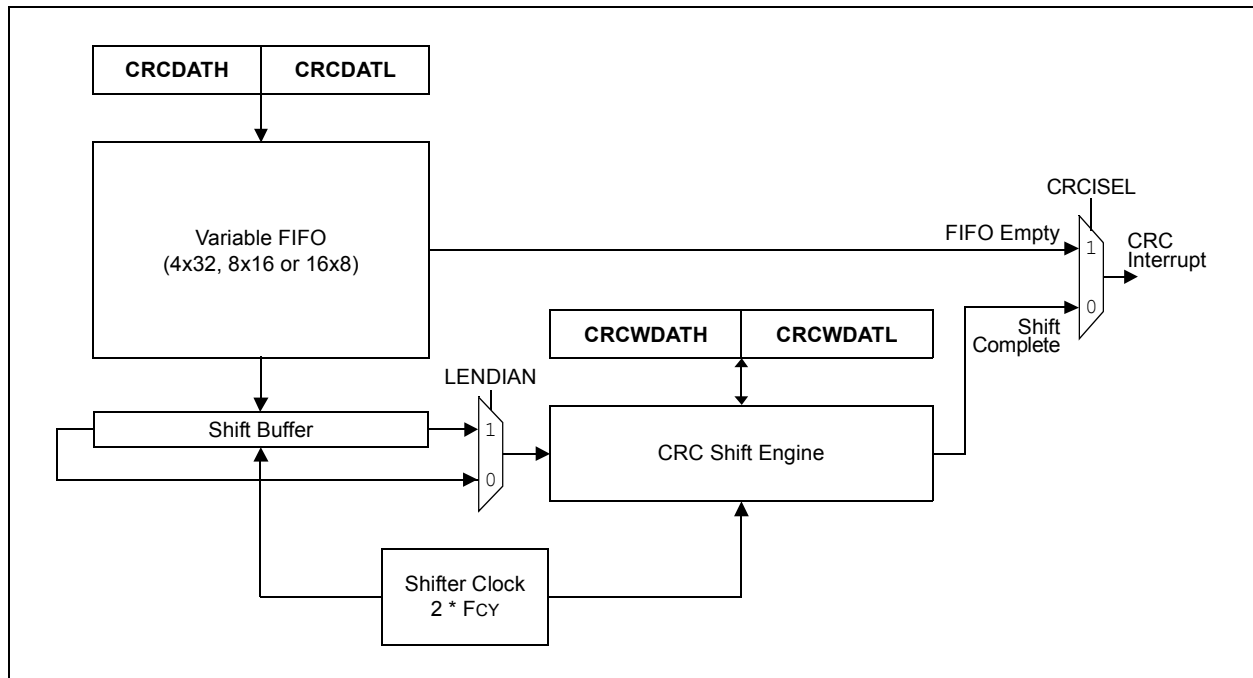 CRCDATH
CRCDATL
Variable FIFO
(4x32, 8x16 or 16x8)
CRCISEL
FIFO Empty
1
CRC
Interrupt
0
Shift
Complete
CRCWDATH
CRCWDATL
LENDIAN
Shift Buffer
1
0
CRC Shift Engine
Shifter Clock
2 * FCY